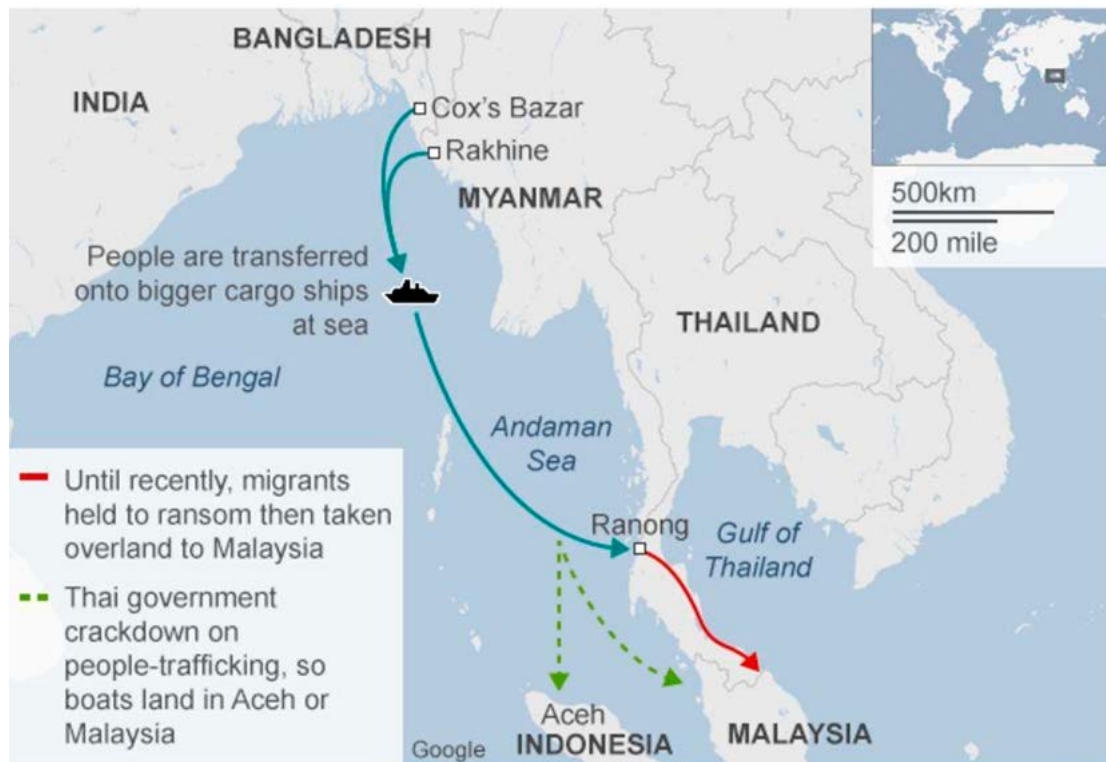 BANGLADESH
INDIA
Cox's Bazar
Rakhine
MYANMAR
500km
200 mile
People are transferred
onto bigger cargo ships
at sea
THAILAND
Bay of Bengal
Andaman
Sea
Until recently, migrants
held to ransom then taken
overland to Malaysia
Ranong
Gulf of
Thailand
Thai government
crackdown on
people-trafficking, so
boats land in Aceh or
Malaysia
Aceh
INDONESIA
MALAYSIA
Google